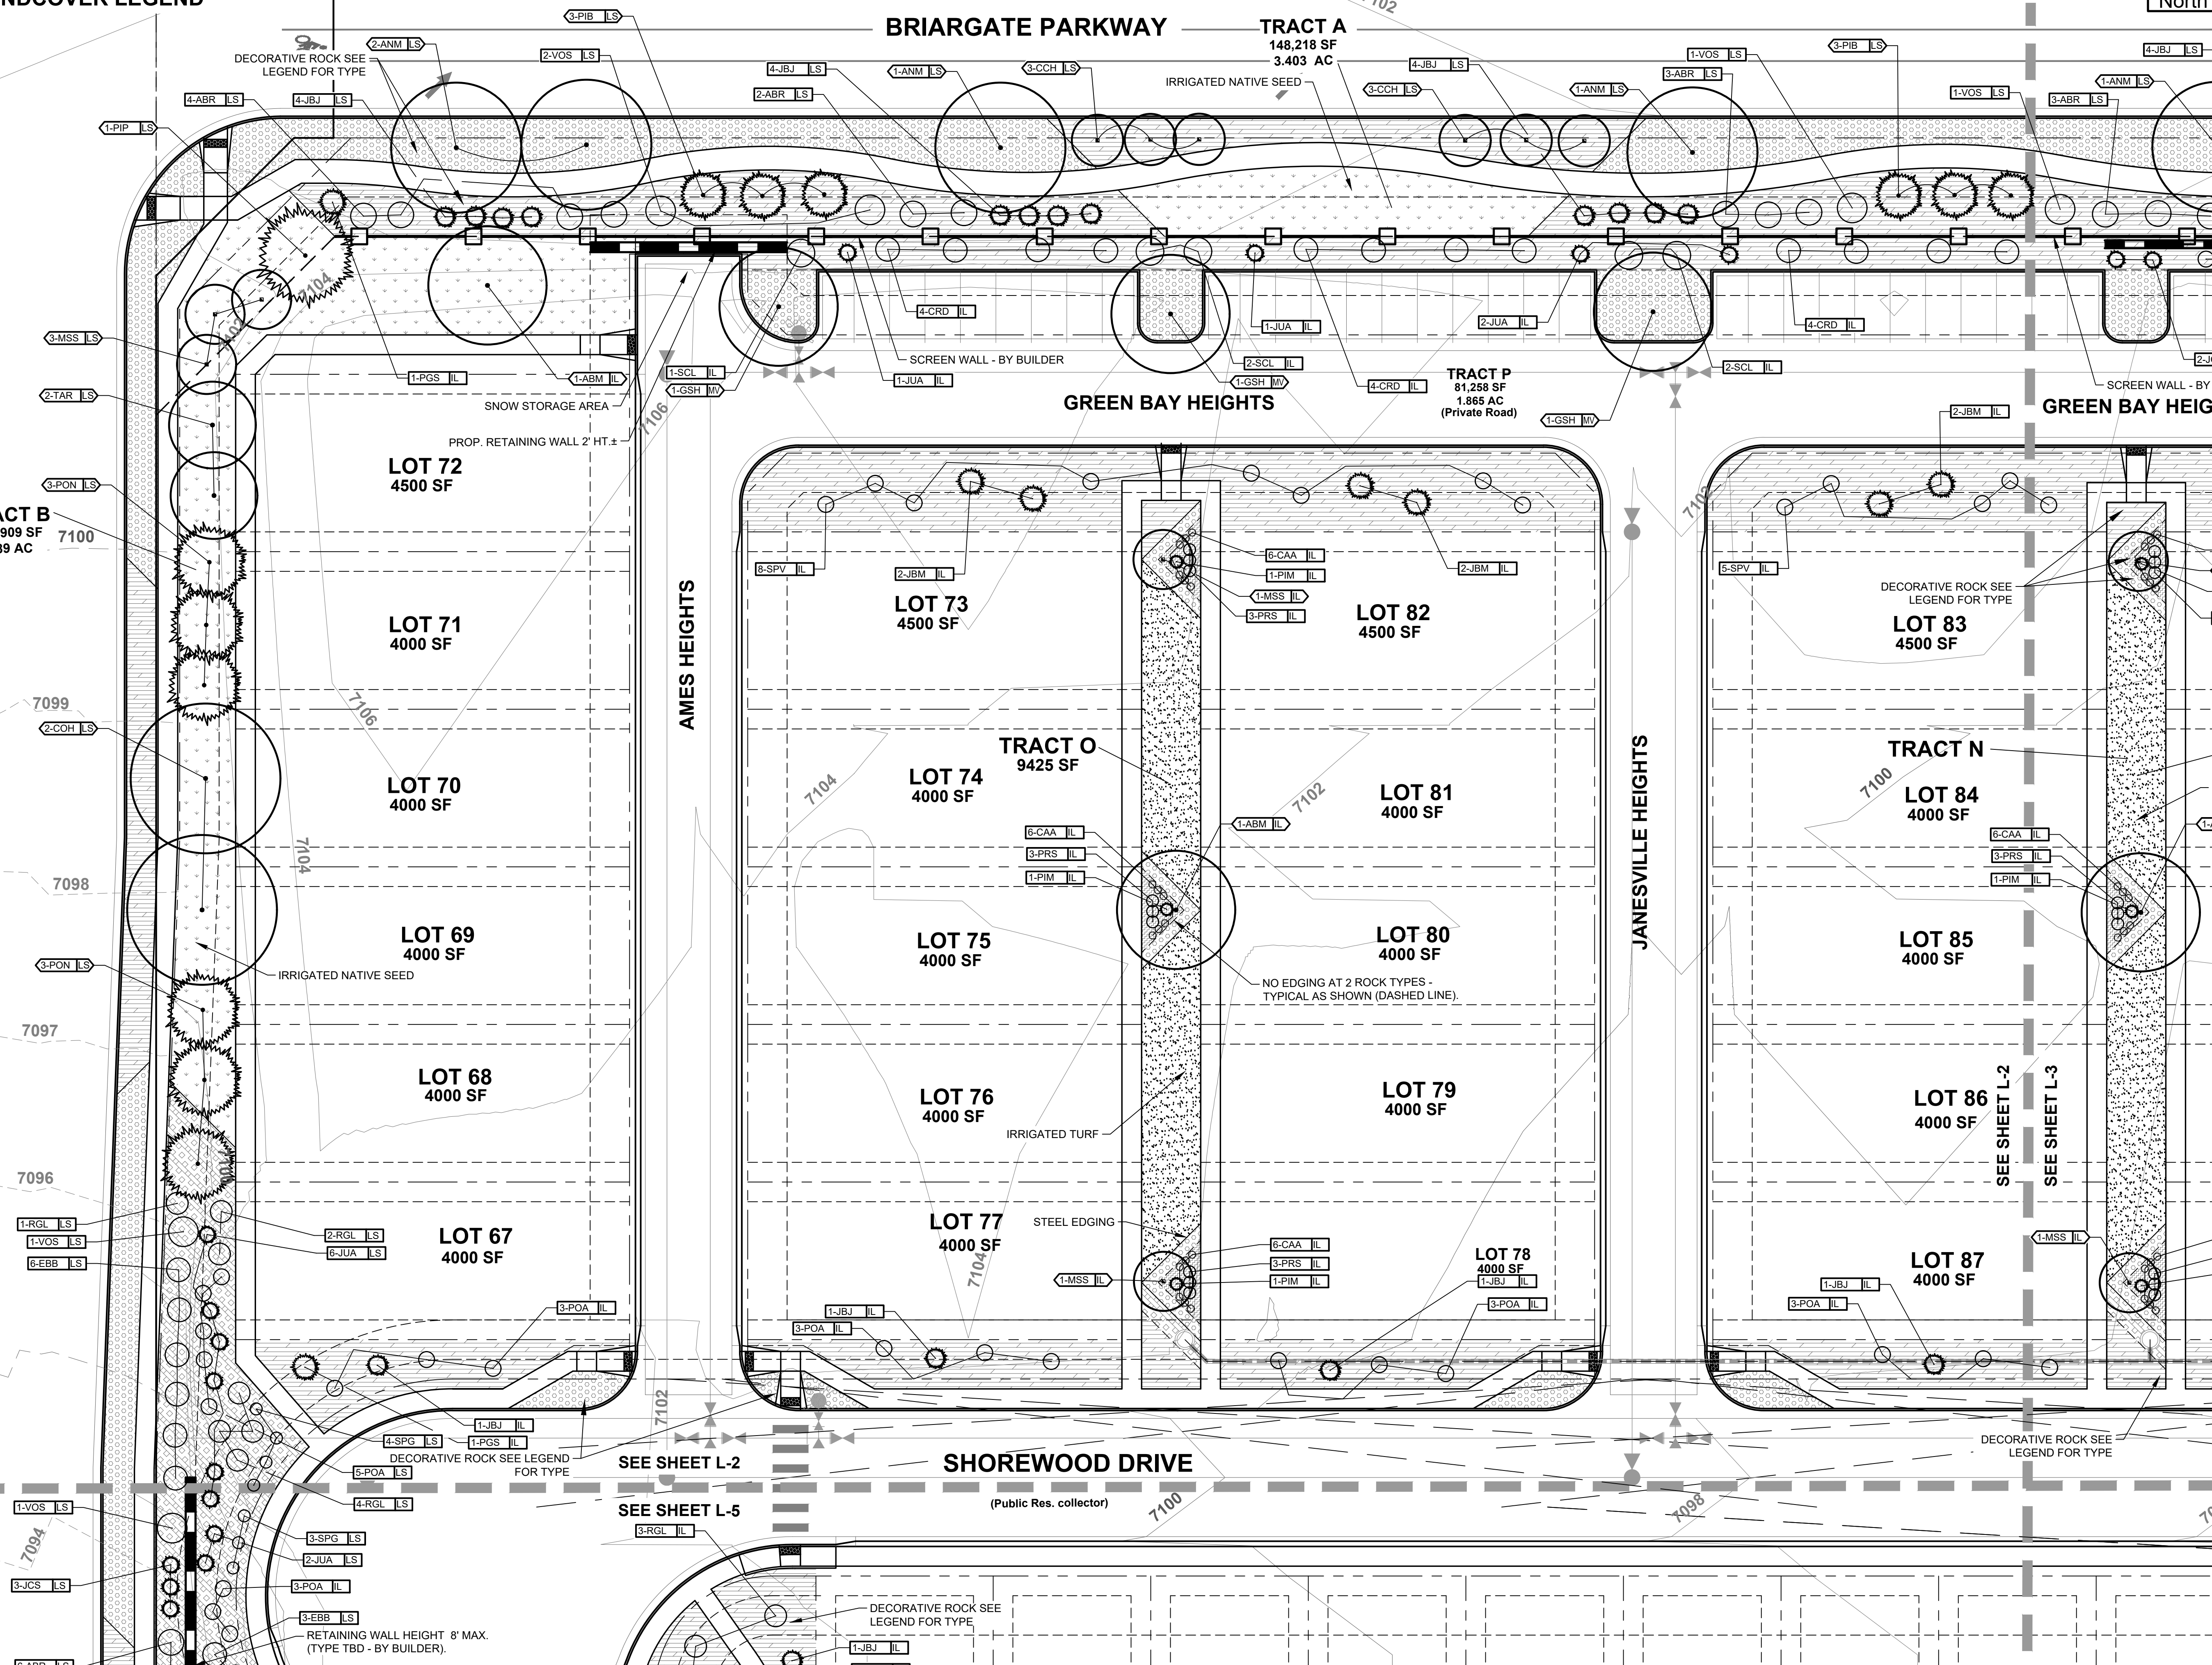 NDCOVER LEGEND
BRIARGATE PARKWAY
TRACT A
148,218 SF
3.403 AC
North
7102
3-PIB LS
2-ANM LS
DECORATIVE ROCK SEE
LEGEND FOR TYPE
2-VOS LS
4-JBJ LS
1-ANM LS
3-CCH LS
4-JBJ LS
1-VOS LS
3-PIB LS
4-JBJ LS
IRRIGATED NATIVE SEED
3-ABR LS
1-ANM LS
4-ABR LS
4-JBJ LS
2-ABR LS
3-CCH LS
1-ANM LS
1-VOS LS
3-ABR LS
1-PIP LS
7104
3-MSS LS
4-CRD IL
1-JUA IL
2-JUA IL
4-CRD IL
SCREEN WALL - BY BUILDER
1-PGS IL
1-ABM IL
1-SCL IL
1-JUA IL
2-SCL IL
2-SCL IL
SCREEN WALL - BY
2-TAR LS
SNOW STORAGE AREA
1-GSH MV
1-GSH MV
4-CRD IL
TRACT P
81,258 SF
1.865 AC
(Private Road)
7106
GREEN BAY HEIGHTS
1-GSH MV
2-JBM IL
GREEN BAY HEIG
PROP. RETAINING WALL 2' HT.±
LOT 72
4500 SF
3-PON LS
ACT B
909 SF
39 AC
7100
7102
8-SPV IL
2-JBM IL
6-CAA IL
1-PIM IL
1-MSS IL
3-PRS IL
2-JBM IL
5-SPV IL
DECORATIVE ROCK SEE
LEGEND FOR TYPE
LOT 71
4000 SF
AMES HEIGHTS
LOT 73
4500 SF
LOT 82
4500 SF
LOT 83
4500 SF
7099
7106
2-COH LS
TRACT O
9425 SF
JANESVILLE HEIGHTS
TRACT N
LOT 70
4000 SF
7104
LOT 74
4000 SF
7102
LOT 81
4000 SF
7100
LOT 84
4000 SF
7104
6-CAA IL
3-PRS IL
1-PIM IL
1-ABM IL
6-CAA IL
3-PRS IL
1-PIM IL
7098
LOT 69
4000 SF
LOT 75
4000 SF
LOT 80
4000 SF
LOT 85
4000 SF
3-PON LS
IRRIGATED NATIVE SEED
NO EDGING AT 2 ROCK TYPES -
TYPICAL AS SHOWN (DASHED LINE).
7097
LOT 68
4000 SF
LOT 76
4000 SF
LOT 79
4000 SF
LOT 86
4000 SF
SEE SHEET L-2
SEE SHEET L-3
IRRIGATED TURF
7096
1-RGL LS
1-VOS LS
6-EBB LS
2-RGL LS
6-JUA LS
LOT 67
4000 SF
LOT 77
4000 SF
STEEL EDGING
7104
6-CAA IL
3-PRS IL
1-PIM IL
1-MSS IL
LOT 78
4000 SF
1-JBJ IL
3-POA IL
1-MSS IL
LOT 87
4000 SF
3-POA IL
1-JBJ IL
3-POA IL
1-JBJ IL
3-POA IL
7102
1-JBJ IL
1-PGS IL
4-SPG LS
DECORATIVE ROCK SEE LEGEND
FOR TYPE
5-POA LS
4-RGL LS
SEE SHEET L-2
SHOREWOOD DRIVE
DECORATIVE ROCK SEE
LEGEND FOR TYPE
SEE SHEET L-5
(Public Res. collector)
7100
7098
1-VOS LS
7094
3-RGL IL
3-SPG LS
2-JUA LS
3-JCS LS
3-POA IL
3-EBB LS
RETAINING WALL HEIGHT 8' MAX.
(TYPE TBD - BY BUILDER).
DECORATIVE ROCK SEE
LEGEND FOR TYPE
1-JBJ IL
6-ABR LS